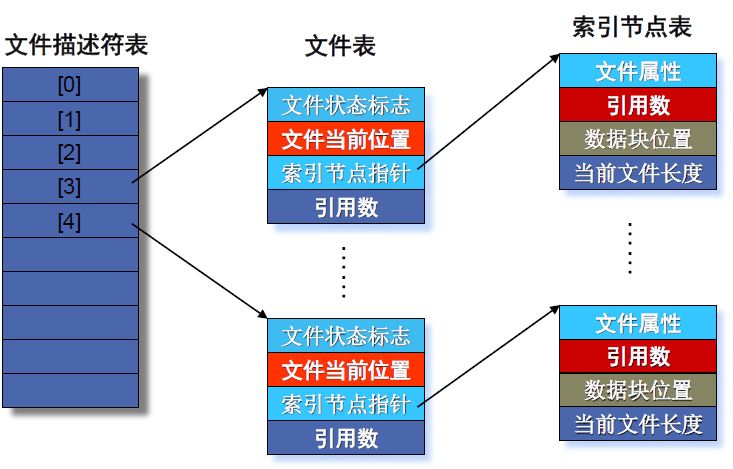 文件描述符表
[0]
[1]
[2]
[3]
[4]
文件表
文件状态标志
文件当前位置
索引节点指针
引用数
文件状态标志
文件当前位置
索引节点指针
引用数
索引节点表
文件属性
引用数
数据块位置
当前文件长度
文件属性
引用数
数据块位置
当前文件长度